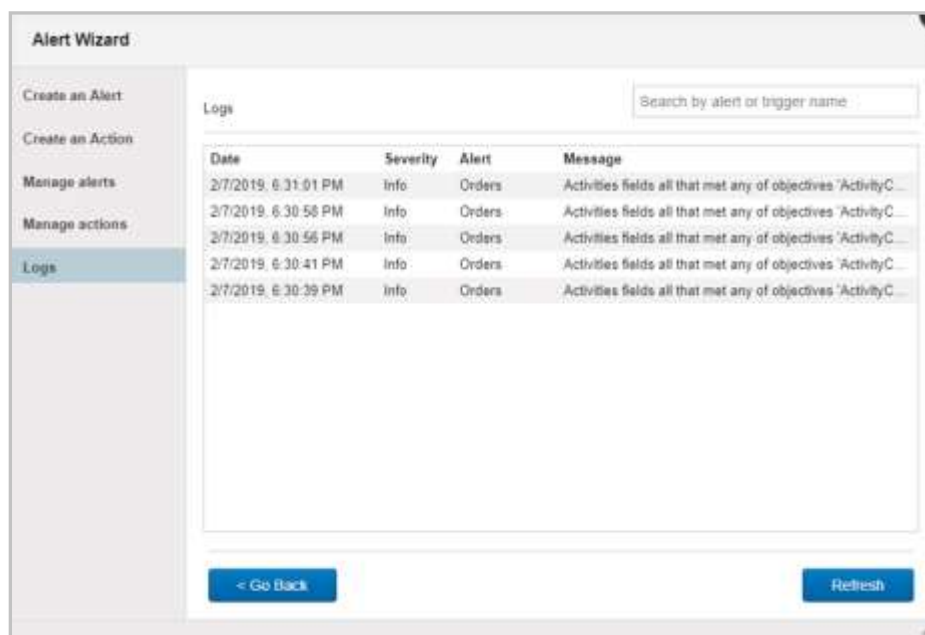 Alert Wizard
Create an Alert
Create an Action
Manage alerts
Manage actions
Logs
Logs
Search by alert or trigger name
Date Severity Alert Message
2/7/2019, 6:31:01 PM Info Orders Activities fields all that met any of objectives 'ActivityC...
2/7/2019, 6:30:58 PM Info Orders Activities fields all that met any of objectives 'ActivityC...
2/7/2019, 6:30:56 PM Info Orders Activities fields all that met any of objectives 'ActivityC...
2/7/2019, 6:30:41 PM Info Orders Activities fields all that met any of objectives 'ActivityC...
2/7/2019, 6:30:39 PM Info Orders Activities fields all that met any of objectives 'ActivityC...
< Go Back
Refresh